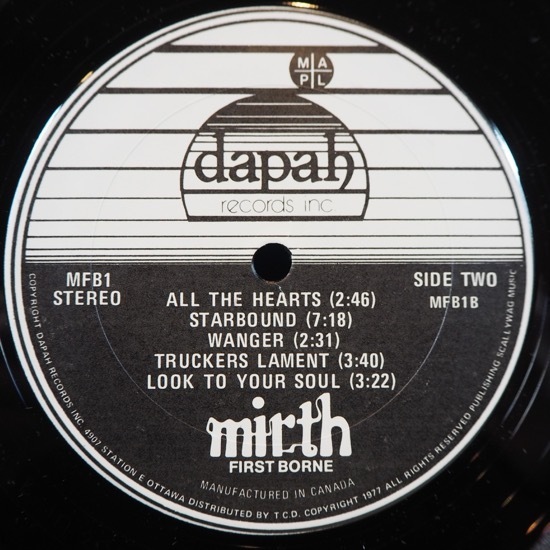 M A
P L
dapah
records inc.
MFB1
STEREO
SIDE TWO
MFB1B
ALL THE HEARTS (2:46)
STARBOUND (7:18)
WANGER (2:31)
TRUCKERS LAMENT (3:40)
LOOK TO YOUR SOUL (3:22)
mirth
FIRST BORNE
MANUFACTURED IN CANADA
COPYRIGHT DAPAH RECORDS INC. 4907 STATION E OTTAWA DISTRIBUTED BY T.C.D. COPYRIGHT 1977 ALL RIGHTS RESERVED PUBLISHING SCALLYWAG MUSIC